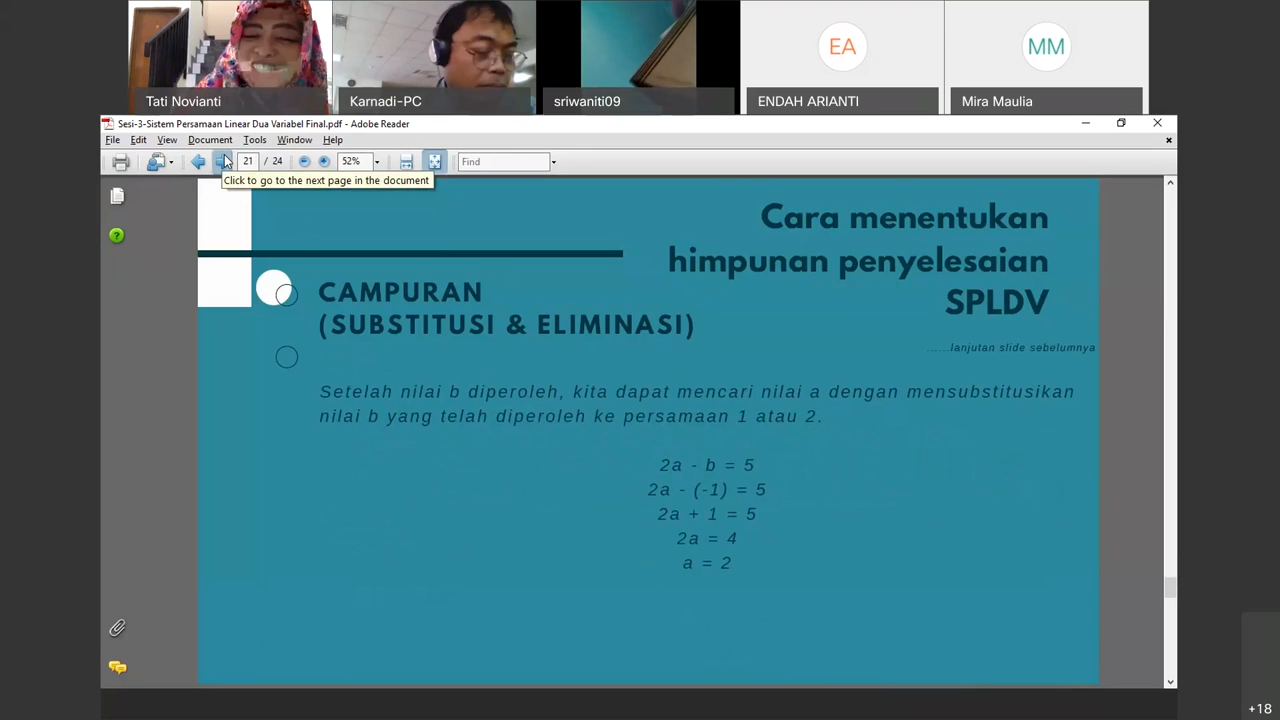 EA
MM
Tati Novianti
Karnadi-PC
sriwaniti09
ENDAH ARIANTI
Mira Maulia
Sesi-3-Sistem Persamaan Linear Dua Variabel Final.pdf - Adobe Reader
File Edit View Document Tools Window Help
21 / 24 52% Find
Click to go to the next page in the document
Cara menentukan
himpunan penyelesaian
SPLDV
......lanjutan slide sebelumnya
CAMPURAN
(SUBSTITUSI & ELIMINASI)
Setelah nilai b diperoleh, kita dapat mencari nilai a dengan mensubstitusikan
nilai b yang telah diperoleh ke persamaan 1 atau 2.
2a - b = 5
2a - (-1) = 5
2a + 1 = 5
2a = 4
a = 2
+18